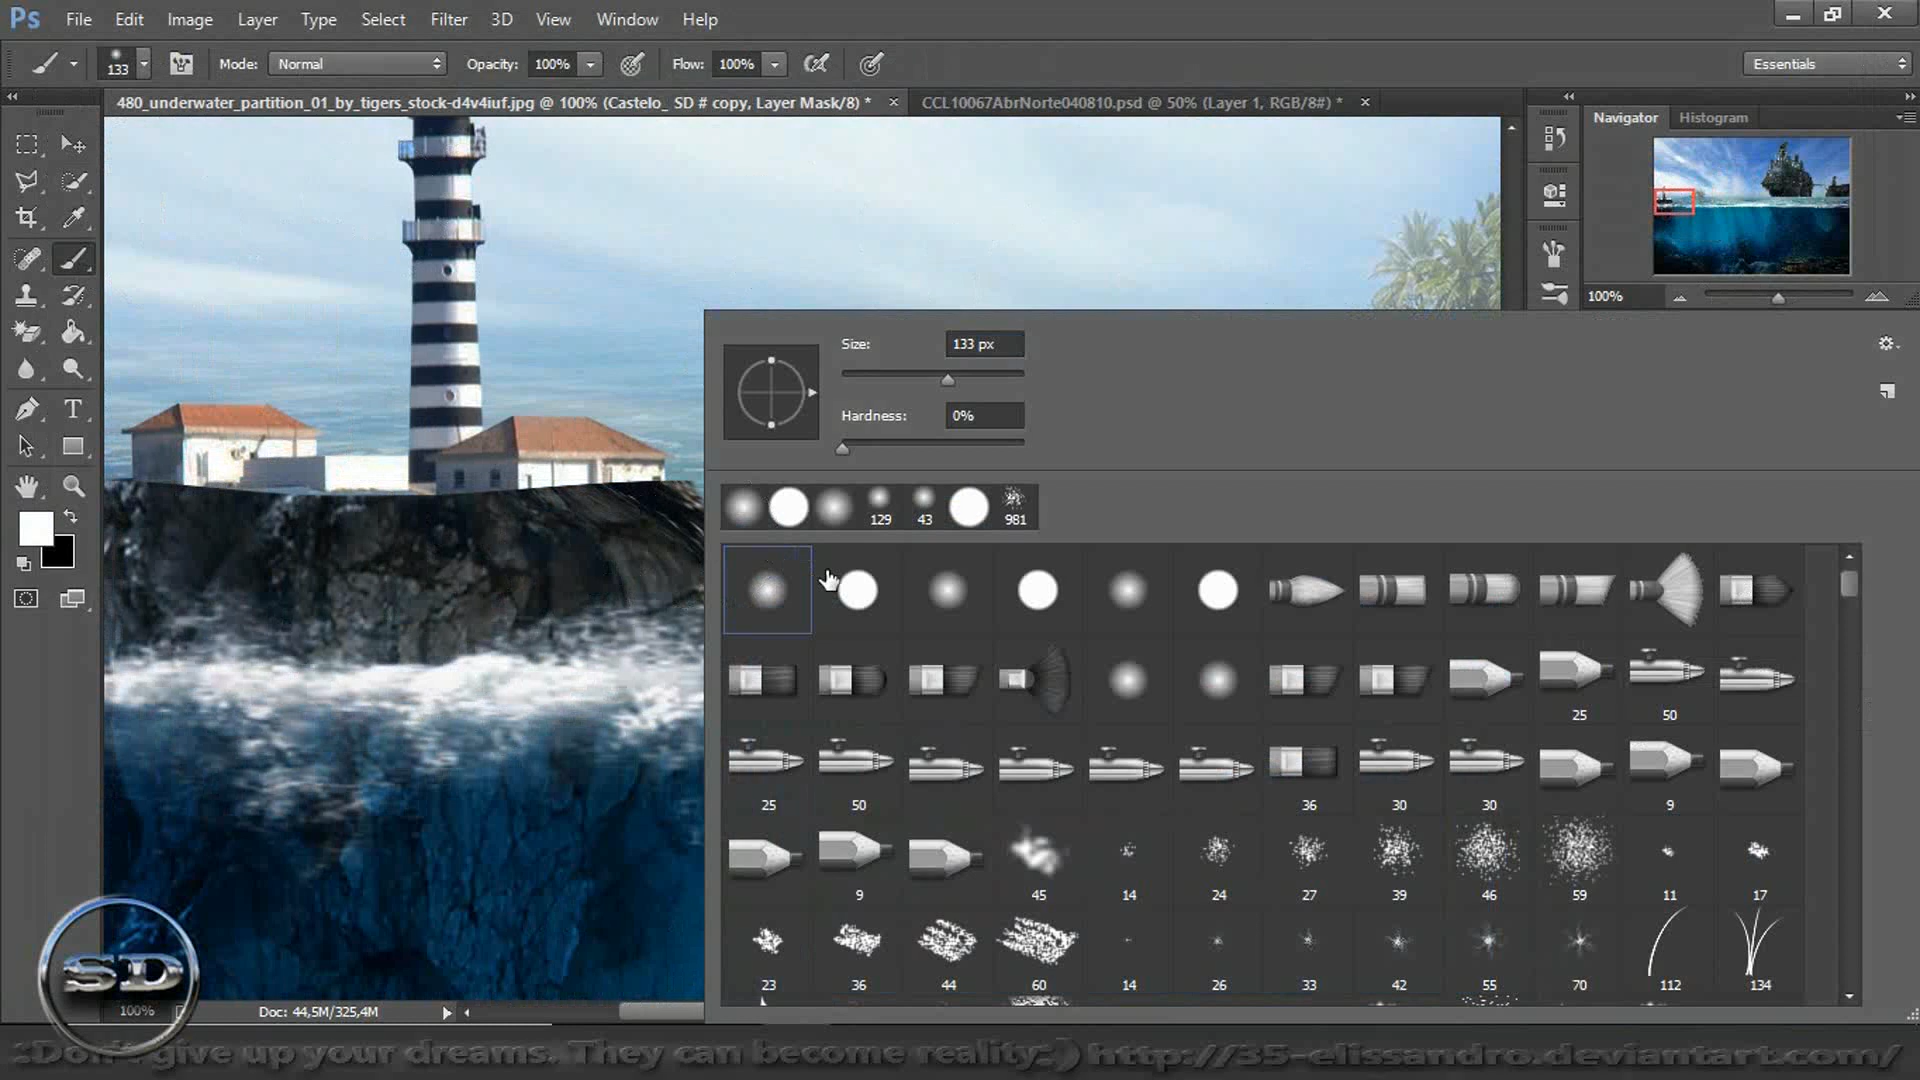 Ps File Edit Image Layer Type Select Filter 3D View Window Help
133 Mode: Normal Opacity: 100% Flow: 100% Essentials
480_underwater_partition_01_by_tigers_stock-d4v4iuf.jpg @ 100% (Castelo_ SD # copy, Layer Mask/8) * × CCL10067AbrNorte040810.psd @ 50% (Layer 1, RGB/8#) * ×
Navigator Histogram
100%
Size: 133 px
Hardness: 0%
129 43 981
T
25 50
25 50 36 30 30 9
9 45 14 24 27 39 46 59 11 17
23 36 44 60 14 26 33 42 55 70 112 134
SD
100% Doc: 44,5M/325,4M
:Don't give up your dreams. They can become reality:) http://35-elissandro.deviantart.com/